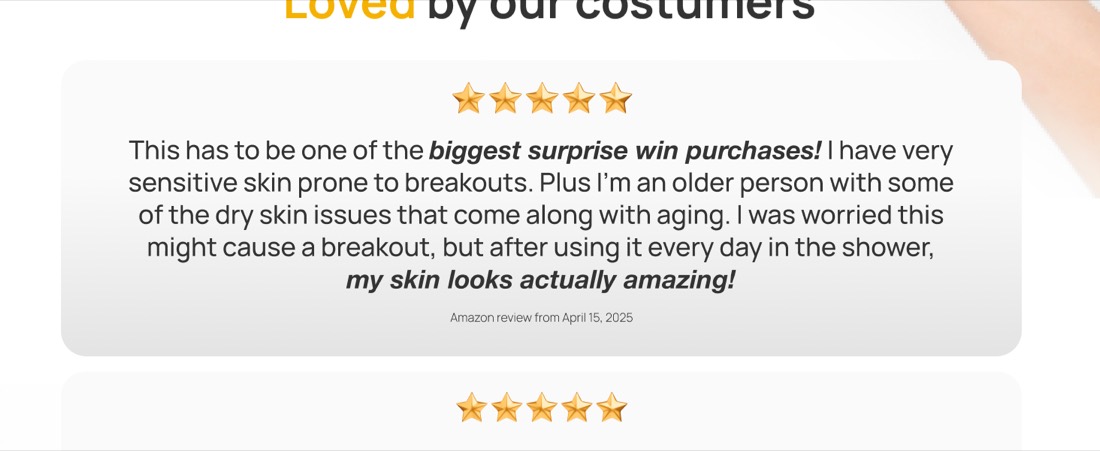 Loved by our costumers
This has to be one of the biggest surprise win purchases! I have very
sensitive skin prone to breakouts. Plus I'm an older person with some
of the dry skin issues that come along with aging. I was worried this
might cause a breakout, but after using it every day in the shower,
my skin looks actually amazing!
Amazon review from April 15, 2025